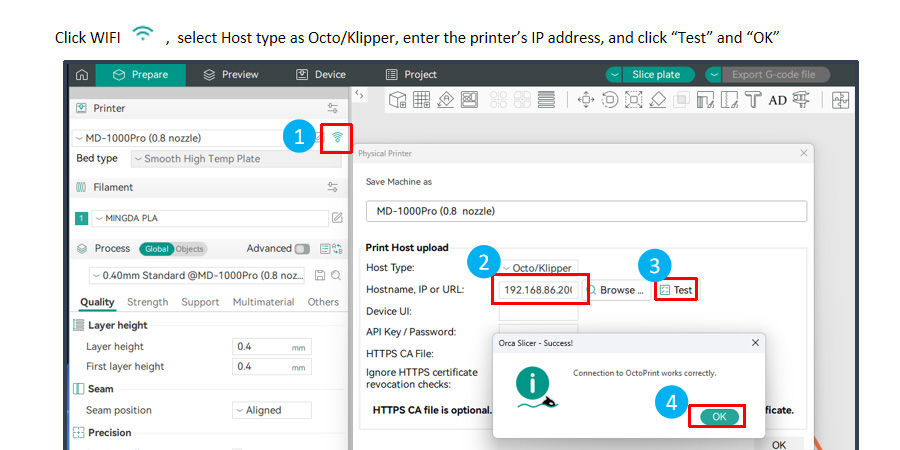 Click WIFI , select Host type as Octo/Klipper, enter the printer's IP address, and click “Test” and “OK”
Prepare
Preview
Device
Project
Slice plate
Export G-code file
Printer
MD-1000Pro (0.8 nozzle)
1
Bed type
Smooth High Temp Plate
Filament
1
MINGDA PLA
Process
Global
Objects
Advanced
0.40mm Standard @MD-1000Pro (0.8 noz...
Quality
Strength
Support
Multimaterial
Others
Layer height
Layer height
0.4 mm
First layer height
0.4 mm
Seam
Seam position
Aligned
Precision
AD
Physical Printer
Save Machine as
MD-1000Pro (0.8 nozzle)
Print Host upload
2
3
Host Type:
Octo/Klipper
Hostname, IP or URL:
192.168.86.20
Browse ...
Test
Device UI:
API Key / Password:
HTTPS CA File:
Ignore HTTPS certificate
revocation checks:
HTTPS CA file is optional.
ficate.
Orca Slicer - Success!
Connection to OctoPrint works correctly.
4
OK
OK